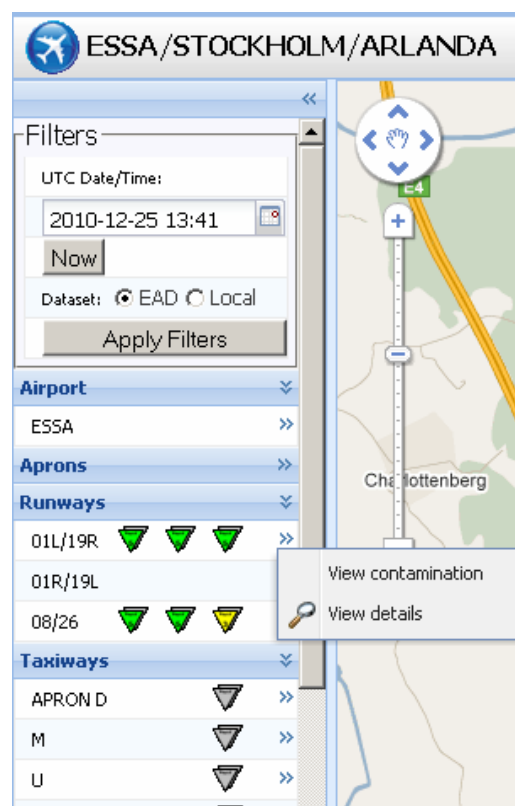 ESSA/STOCKHOLM/ARLANDA
Filters
UTC Date/Time:
2010-12-25 13:41
Now
Dataset: EAD Local
Apply Filters
Airport
ESSA
Aprons
Runways
01L/19R
01R/19L
08/26
Taxiways
APRON D
M
U
E4
Charlottenberg
View contamination
View details